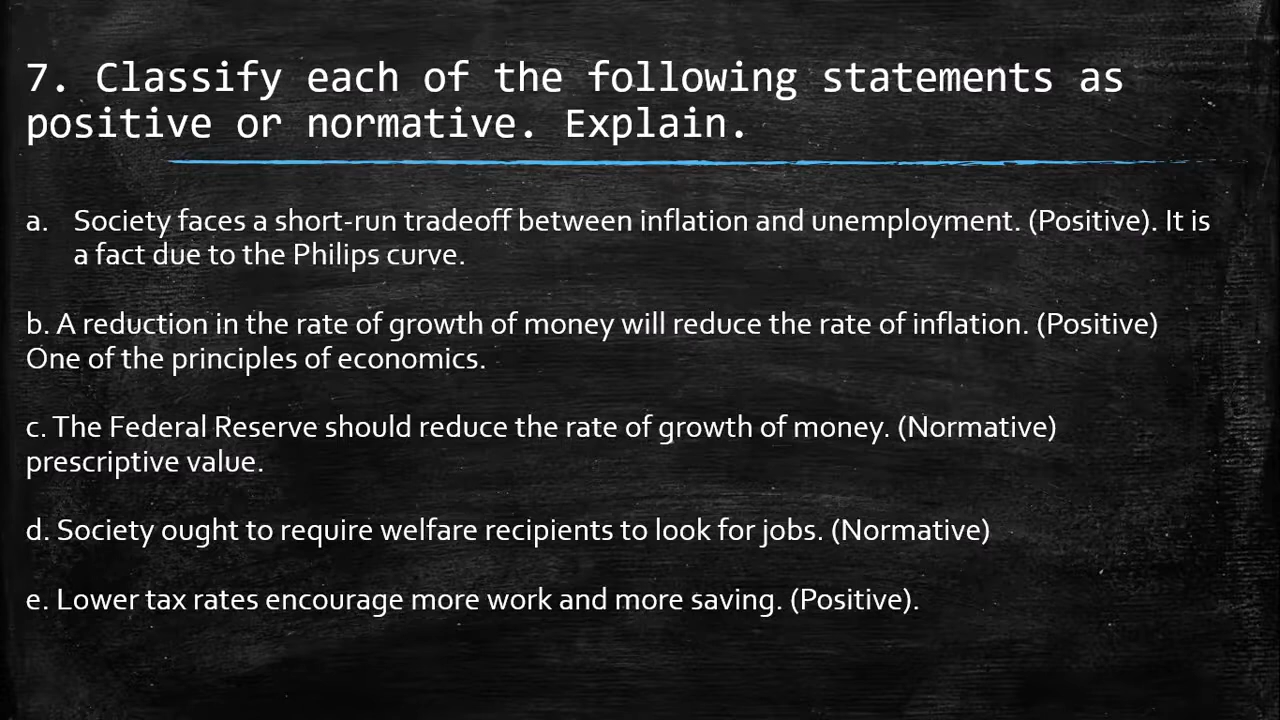 7. Classify each of the following statements as
positive or normative. Explain.
a. Society faces a short-run tradeoff between inflation and unemployment. (Positive). It is
a fact due to the Philips curve.
b. A reduction in the rate of growth of money will reduce the rate of inflation. (Positive)
One of the principles of economics.
c. The Federal Reserve should reduce the rate of growth of money. (Normative)
prescriptive value.
d. Society ought to require welfare recipients to look for jobs. (Normative)
e. Lower tax rates encourage more work and more saving. (Positive).